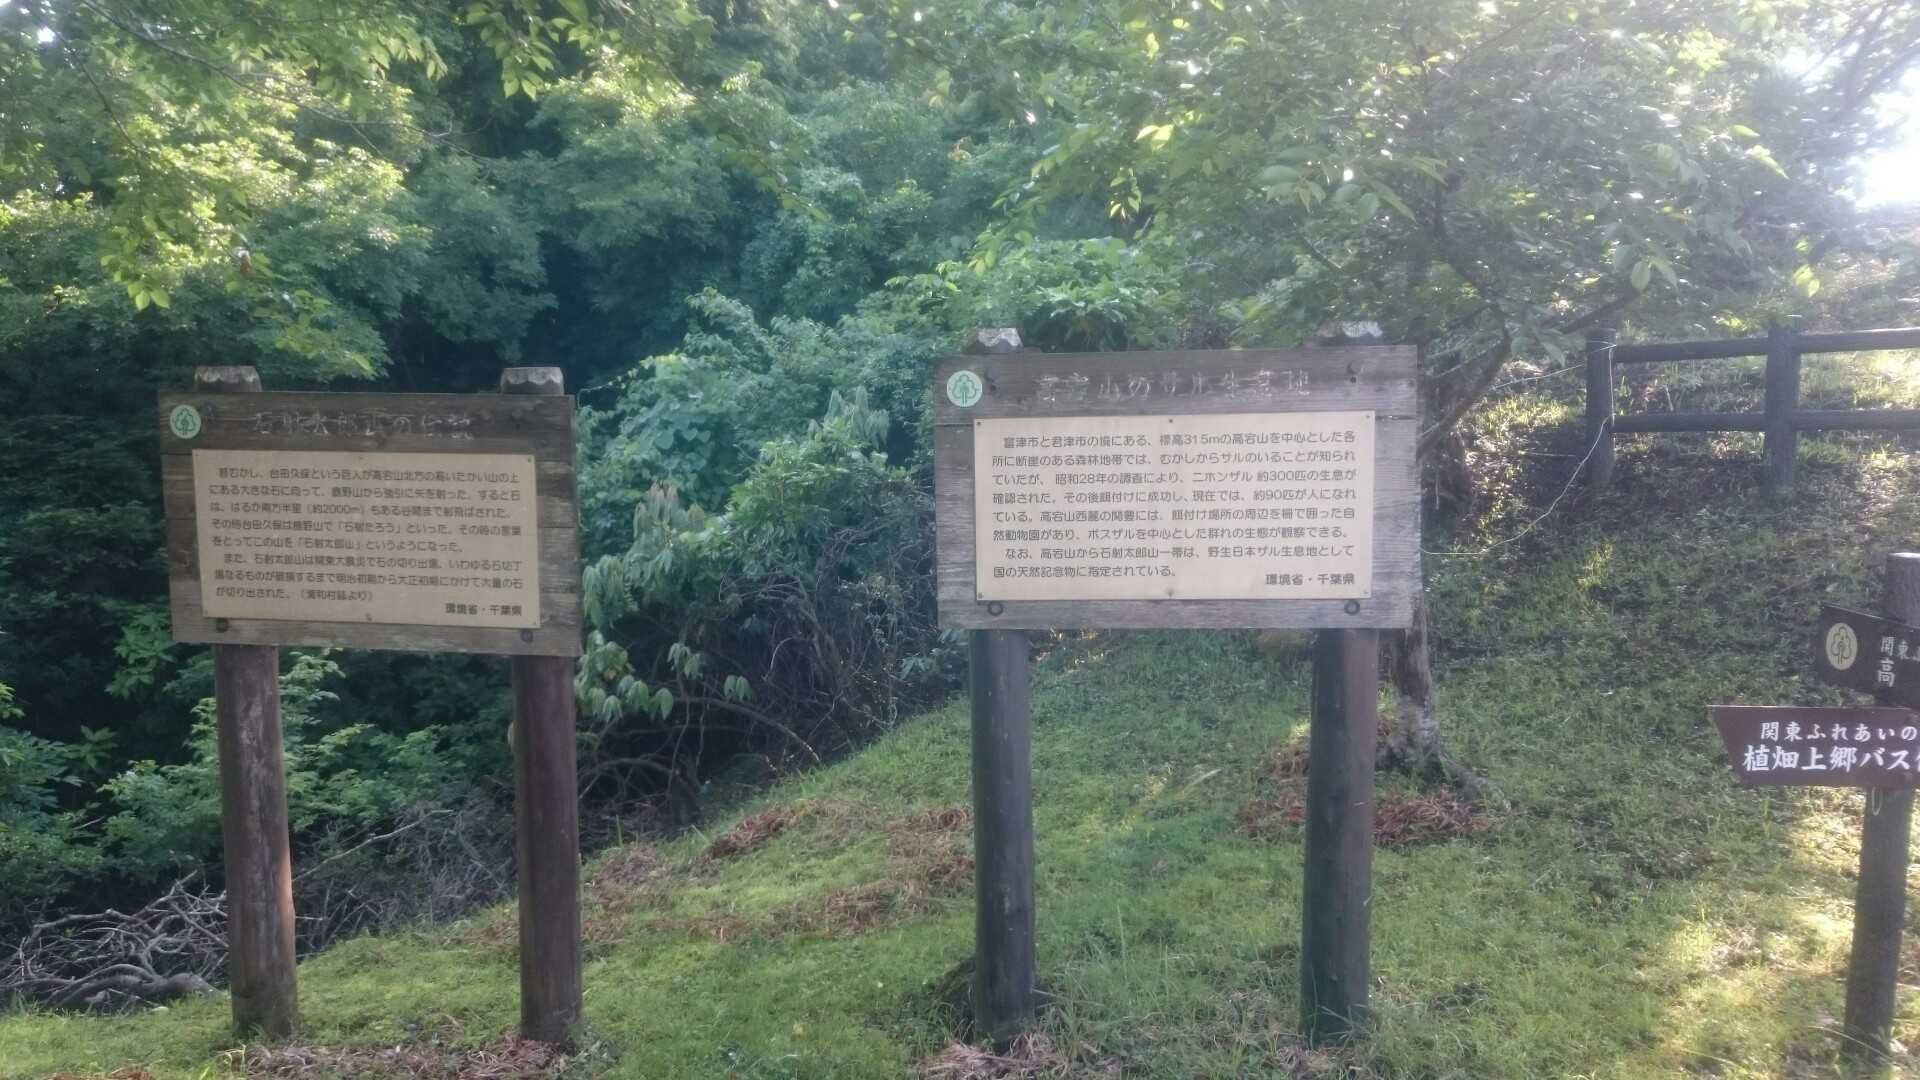 石射太郎山の伝説
昔むかし、台田久保という巨人が高宕山北方の高いたかい山の上
にある大きな石に向って、鹿野山から強引に矢を射った。すると石
は、はるか南方半里（約2000m）もある谷間まで射飛ばされた。
その時台田久保は鹿野山で「石射たろう」といった。その時の言葉
をとってこの山を「石射太郎山」というようになった。
また、石射太郎山は関東大震災で石の切り出場、いわゆる石切丁
場なるものが崩損するまで明治初期から大正初期にかけて大量の石
が切り出された。（清和村誌より）
環境省・千葉県
高宕山のサル生息地
富津市と君津市の境にある、標高315mの高宕山を中心とした各
所に断崖のある森林地帯では、むかしからサルのいることが知られ
ていたが、昭和28年の調査により、ニホンザル約300匹の生息が
確認された。その後餌付けに成功し、現在では、約90匹が人になれ
ている。高宕山西麓の関豊には、餌付け場所の周辺を柵で囲った自
然動物園があり、ボスザルを中心とした群れの生態が観察できる。
なお、高宕山から石射太郎山一帯は、野生日本ザル生息地として
国の天然記念物に指定されている。
環境省・千葉県
関東
高
関東ふれあいの
植畑上郷バス